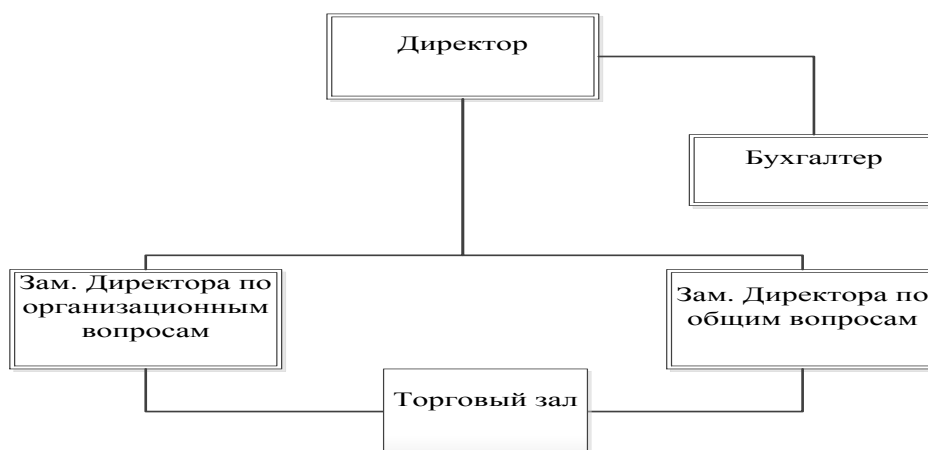 Директор
Бухгалтер
Зам. Директора по
организационным
вопросам
Зам. Директора по
общим вопросам
Торговый зал